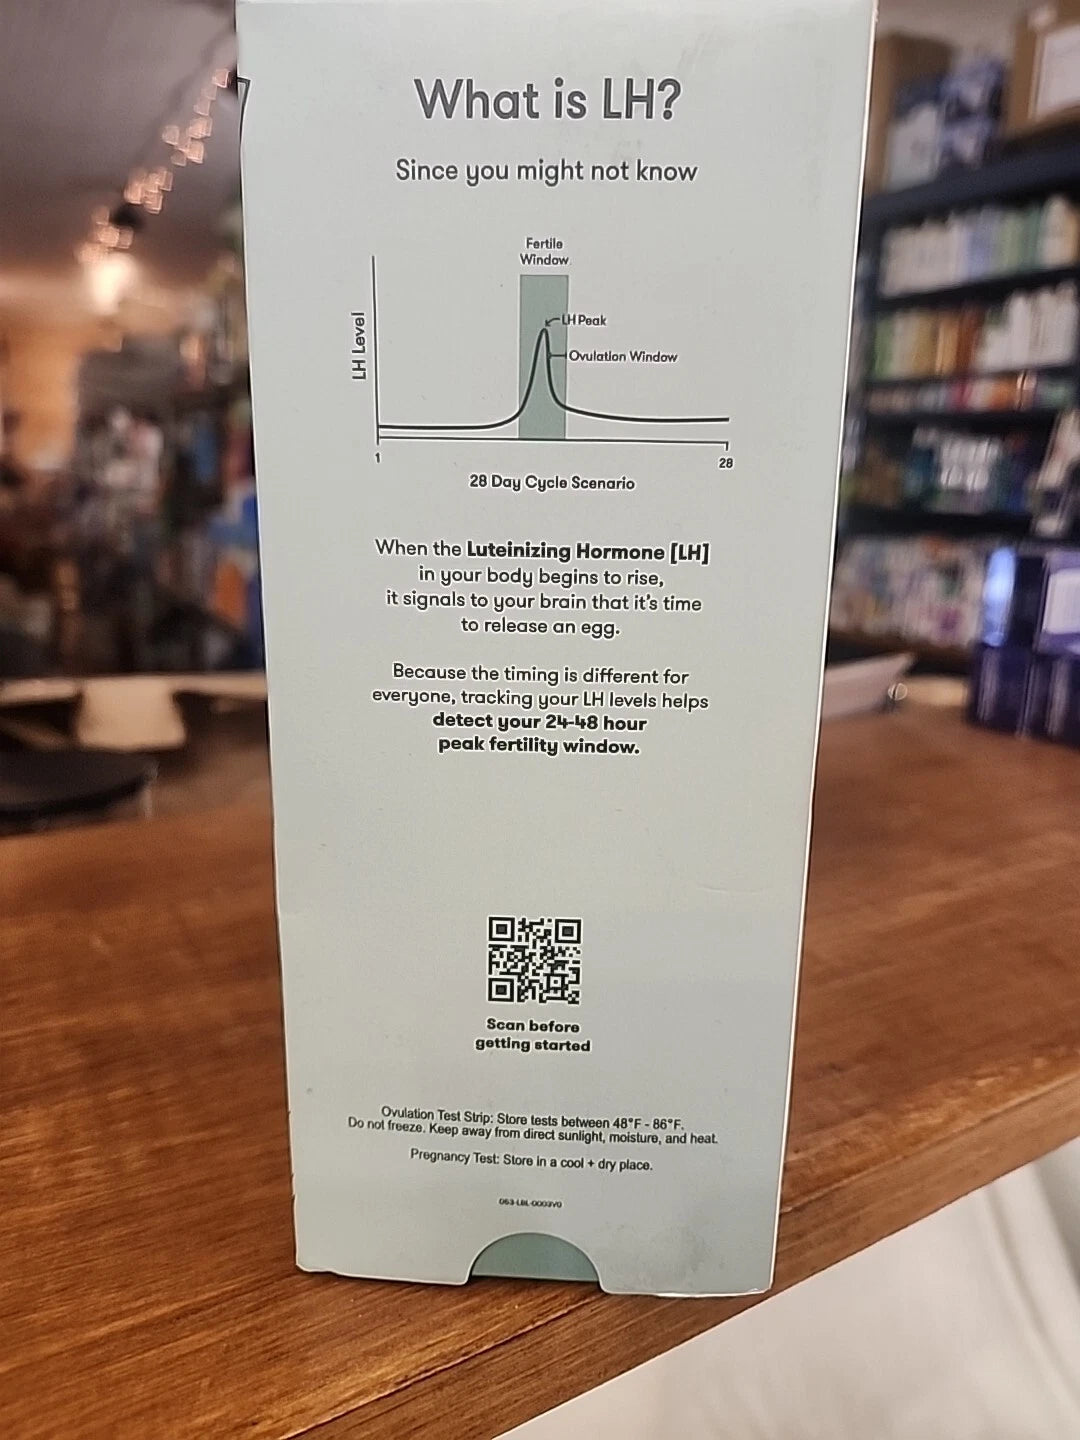 What is LH?
Since you might not know
Fertile
Window
LH Peak
Ovulation Window
LH Level
1
28
28 Day Cycle Scenario
When the Luteinizing Hormone [LH]
in your body begins to rise,
it signals to your brain that it's time
to release an egg.
Because the timing is different for
everyone, tracking your LH levels helps
detect your 24-48 hour
peak fertility window.
Scan before
getting started
Ovulation Test Strip: Store tests between 48°F - 86°F.
Do not freeze. Keep away from direct sunlight, moisture, and heat.
Pregnancy Test: Store in a cool + dry place.
063-LBL-0003V0